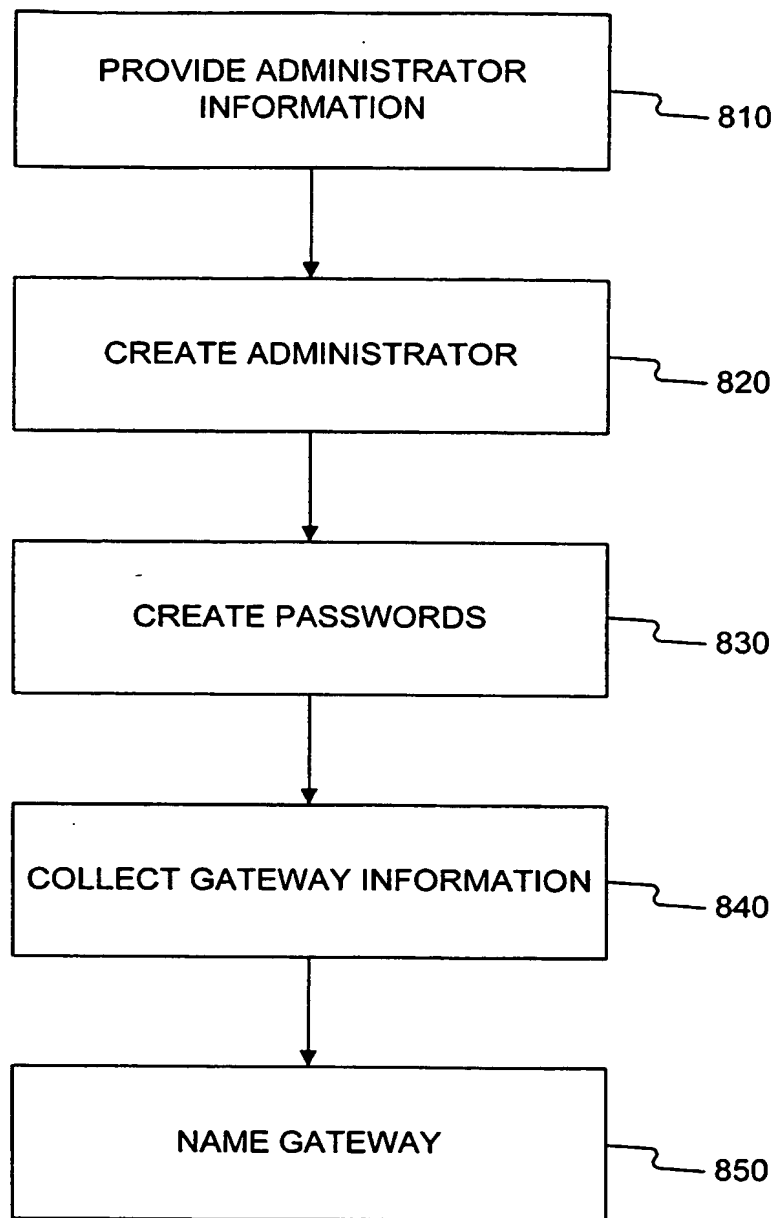 PROVIDE ADMINISTRATOR
INFORMATION
810
CREATE ADMINISTRATOR
820
CREATE PASSWORDS
830
COLLECT GATEWAY INFORMATION
840
NAME GATEWAY
850